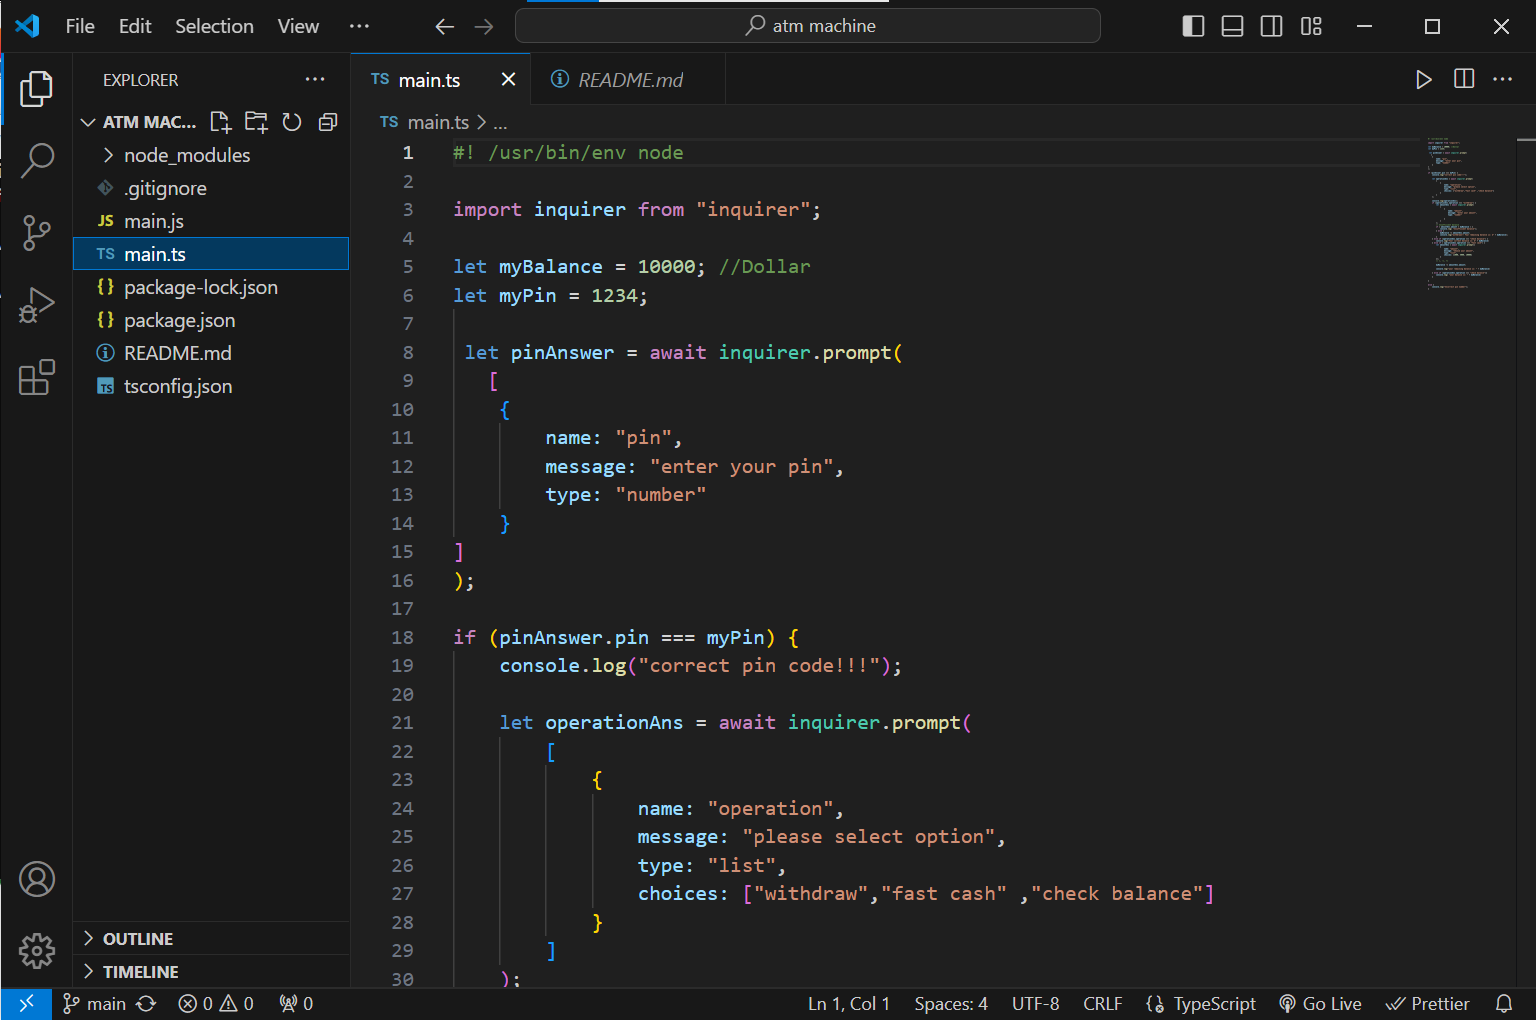 File Edit Selection View ... atm machine
EXPLORER ...
TS main.ts README.md
ATM MAC...
TS main.ts > ...
node_modules
.gitignore
JS main.js
TS main.ts
{} package-lock.json
{} package.json
README.md
TS tsconfig.json
OUTLINE
TIMELINE
1 #! /usr/bin/env node
2
3 import inquirer from "inquirer";
4
5 let myBalance = 10000; //Dollar
6 let myPin = 1234;
7
8 let pinAnswer = await inquirer.prompt(
9 [
10 {
11 name: "pin",
12 message: "enter your pin",
13 type: "number"
14 }
15 ]
16 );
17
18 if (pinAnswer.pin === myPin) {
19 console.log("correct pin code!!!");
20
21 let operationAns = await inquirer.prompt(
22 [
23 {
24 name: "operation",
25 message: "please select option",
26 type: "list",
27 choices: ["withdraw","fast cash" ,"check balance"]
28 }
29 ]
30 );
main 0 0 0 Ln 1, Col 1 Spaces: 4 UTF-8 CRLF TypeScript Go Live Prettier